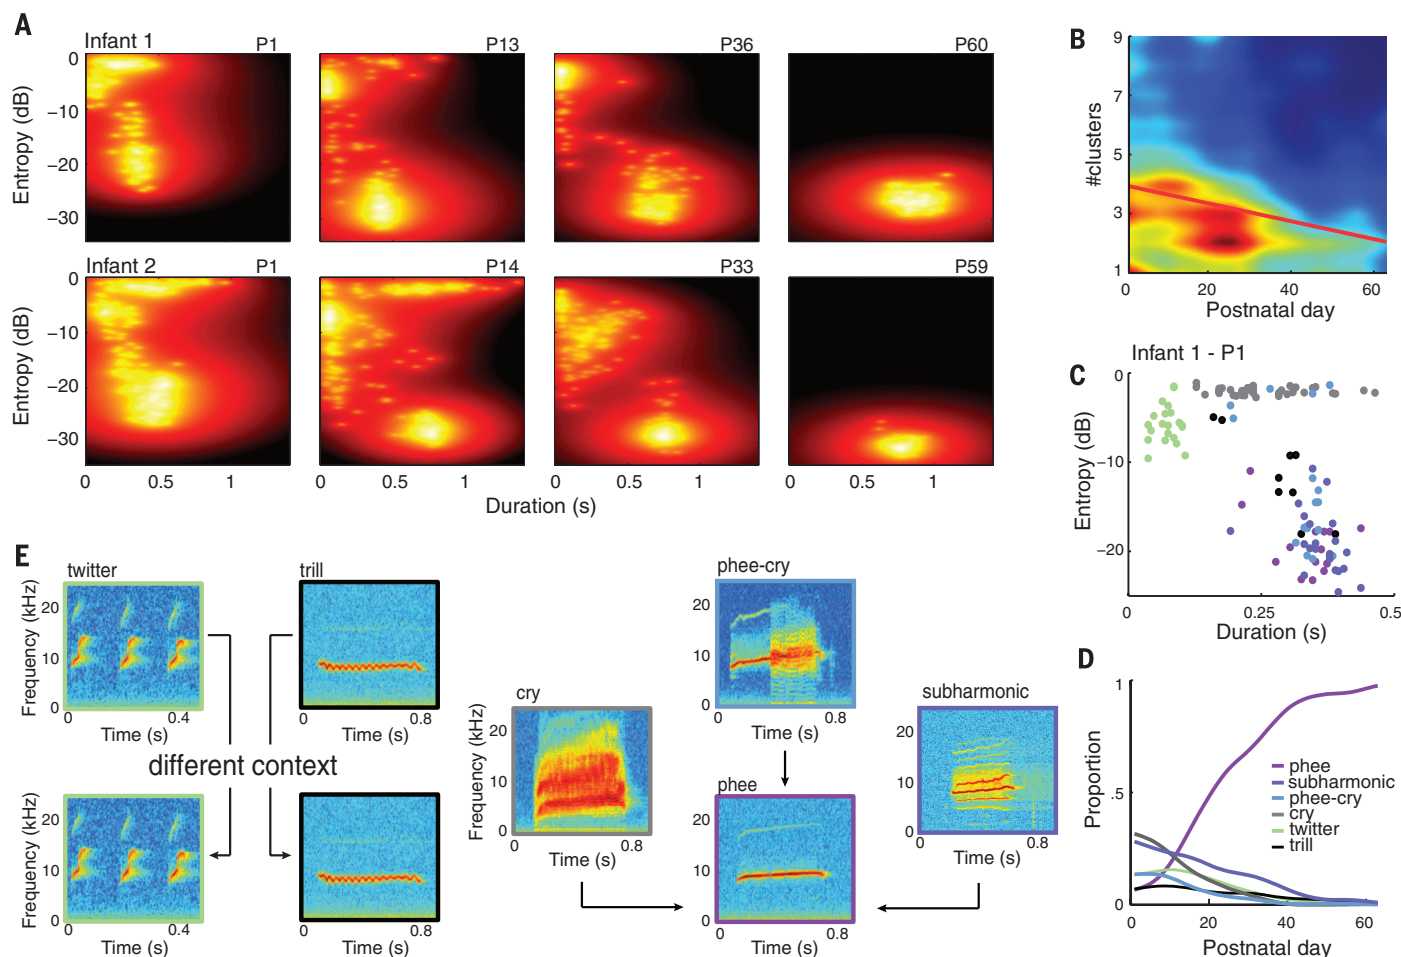 A
Infant 1
P1
P13
P36
P60
Entropy (dB)
0
−10
−20
−30
Infant 2
P1
P14
P33
P59
Entropy (dB)
0
−10
−20
−30
0 0.5 1
0 0.5 1
0 0.5 1
0 0.5 1
Duration (s)
B
#clusters
9
7
5
3
1
0 20 40 60
Postnatal day
C
Infant 1 - P1
Entropy (dB)
0
−10
−20
0 0.25 0.5
Duration (s)
D
Proportion
1
.5
0
phee
subharmonic
phee-cry
cry
twitter
trill
0 20 40 60
Postnatal day
E
twitter
Frequency (kHz)
20
10
0
0 0.4
Time (s)
trill
20
10
0
0 0.8
Time (s)
different context
Frequency (kHz)
20
10
0
0 0.4
Time (s)
20
10
0
0 0.8
Time (s)
cry
Frequency (kHz)
20
10
0
0 0.8
Time (s)
phee-cry
20
10
0
0 0.8
Time (s)
phee
20
10
0
0 0.8
Time (s)
subharmonic
20
10
0
0 0.8
Time (s)